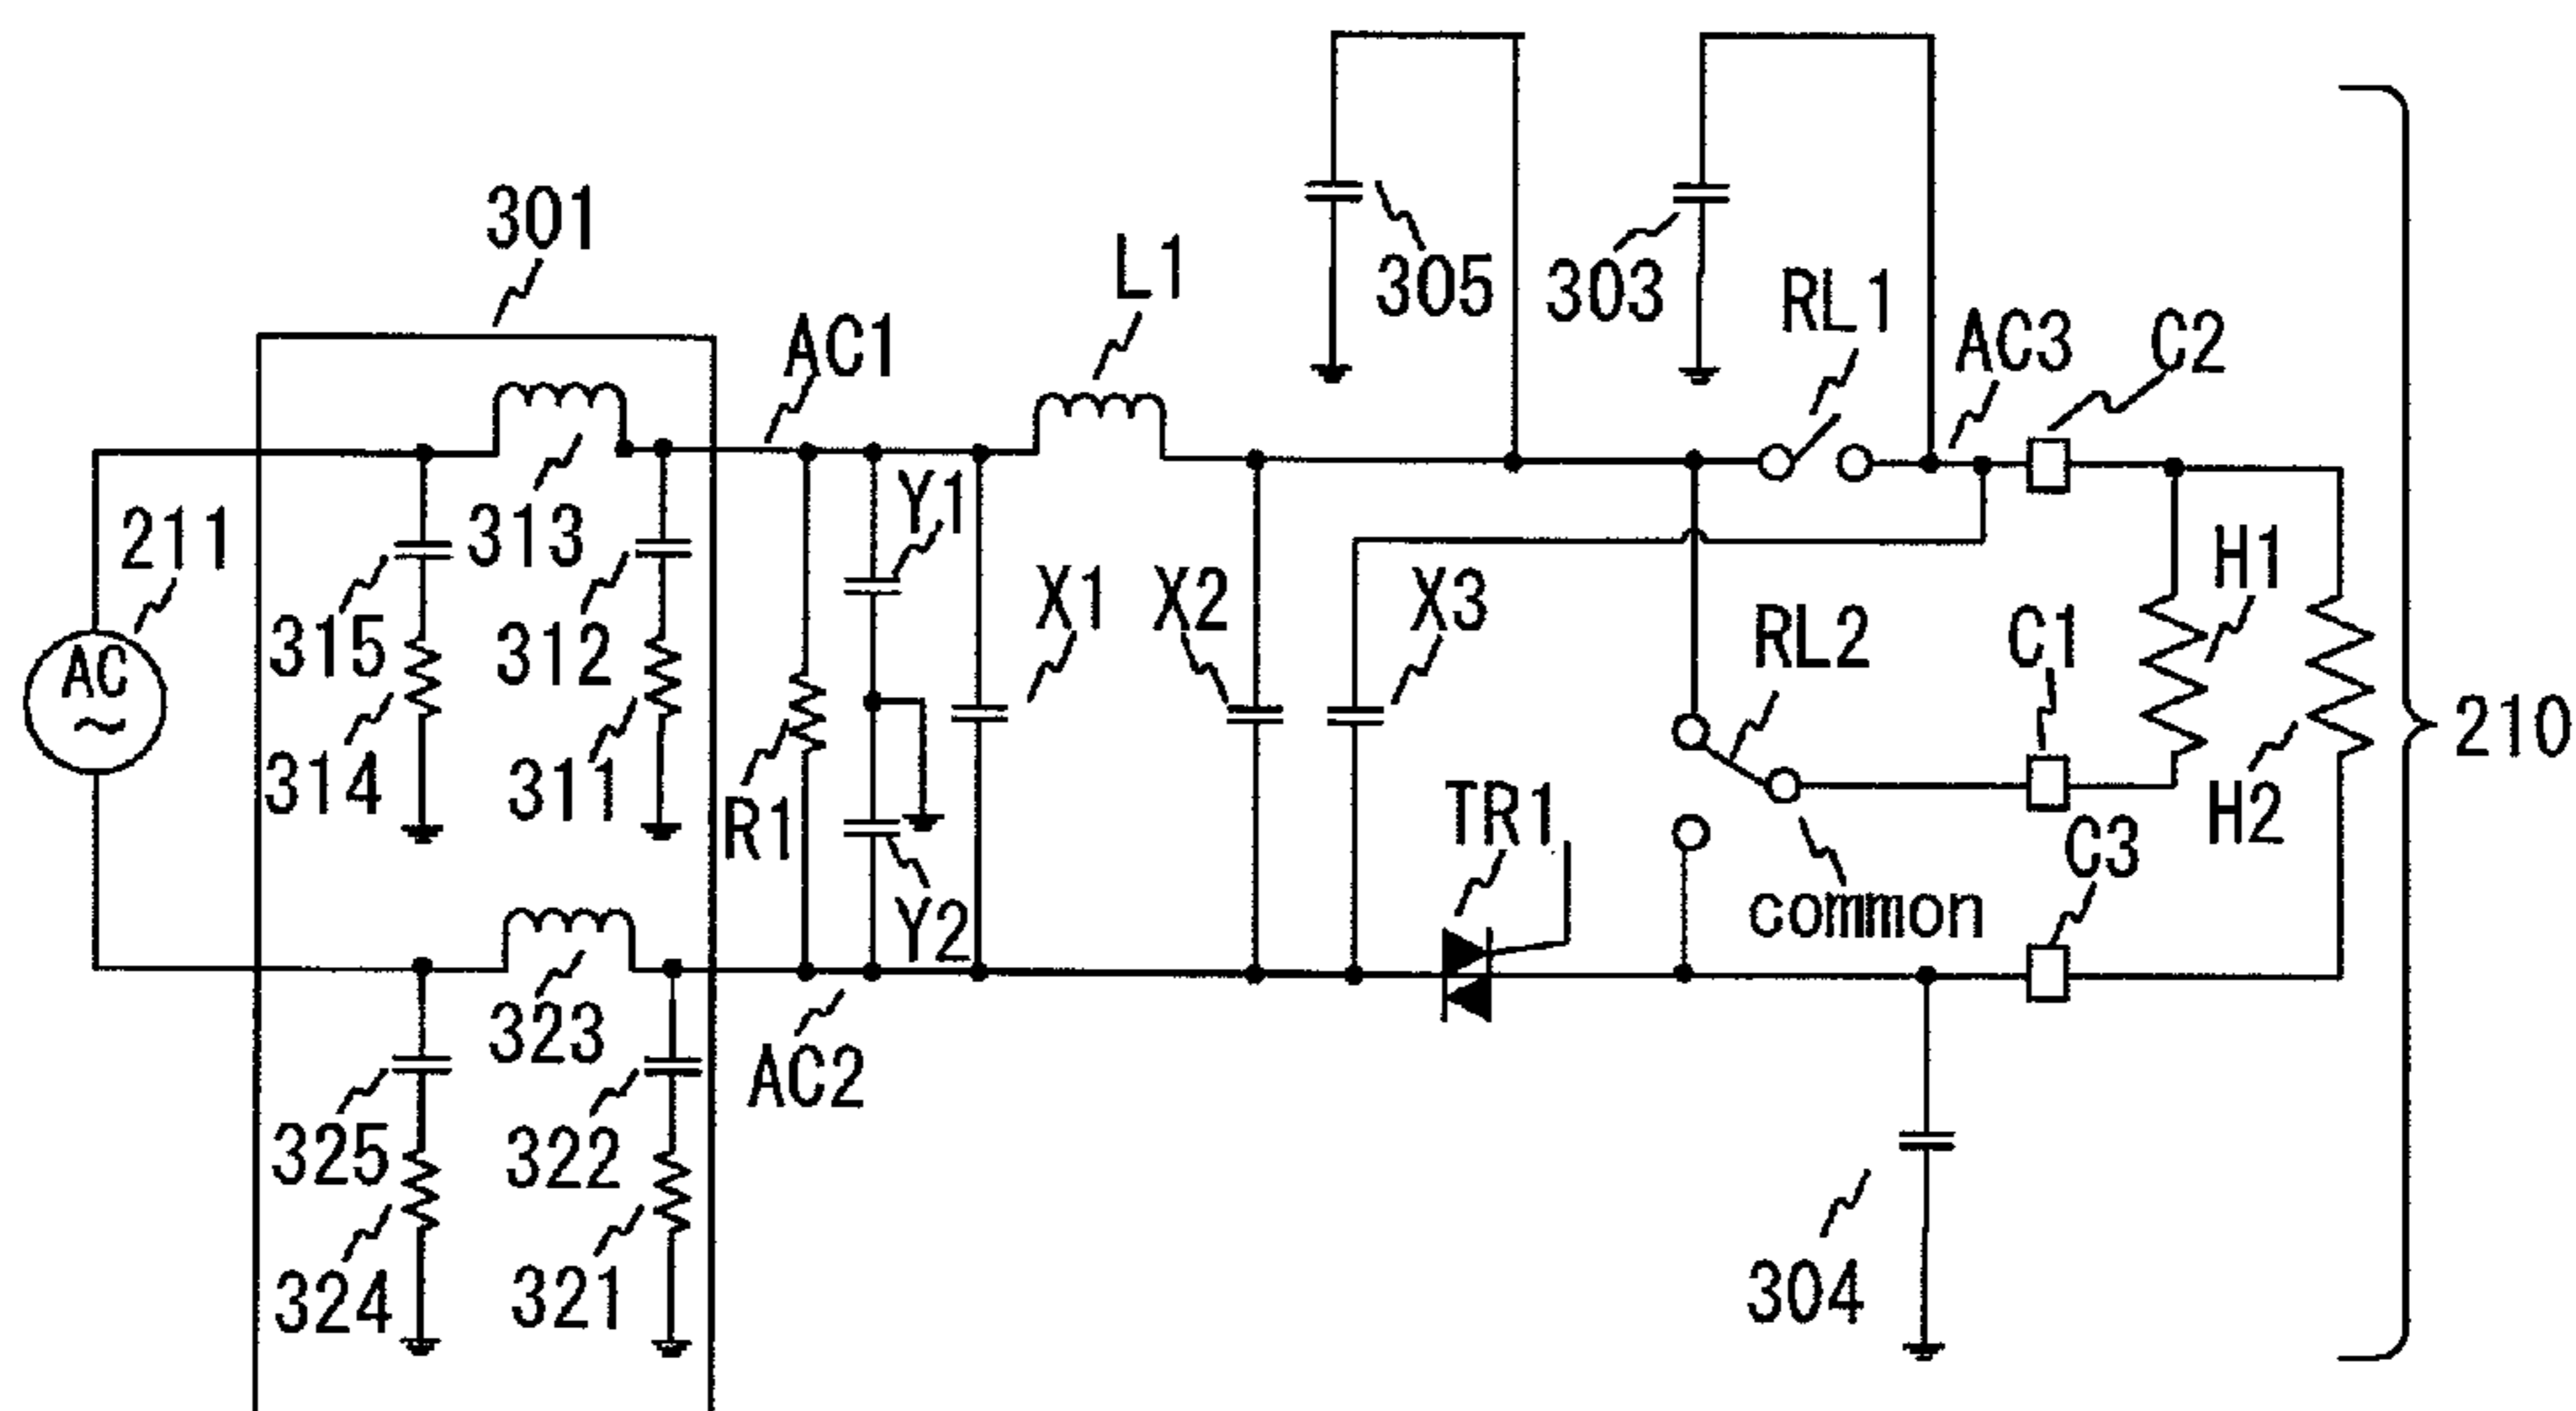 301
L1
305
303
RL1
AC1
AC3
C2
211
AC
~
313
Y1
H1
315
312
X1
X2
X3
RL2
C1
314
311
R1
TR1
H2
210
C3
Y2
common
323
AC2
325
322
324
321
304